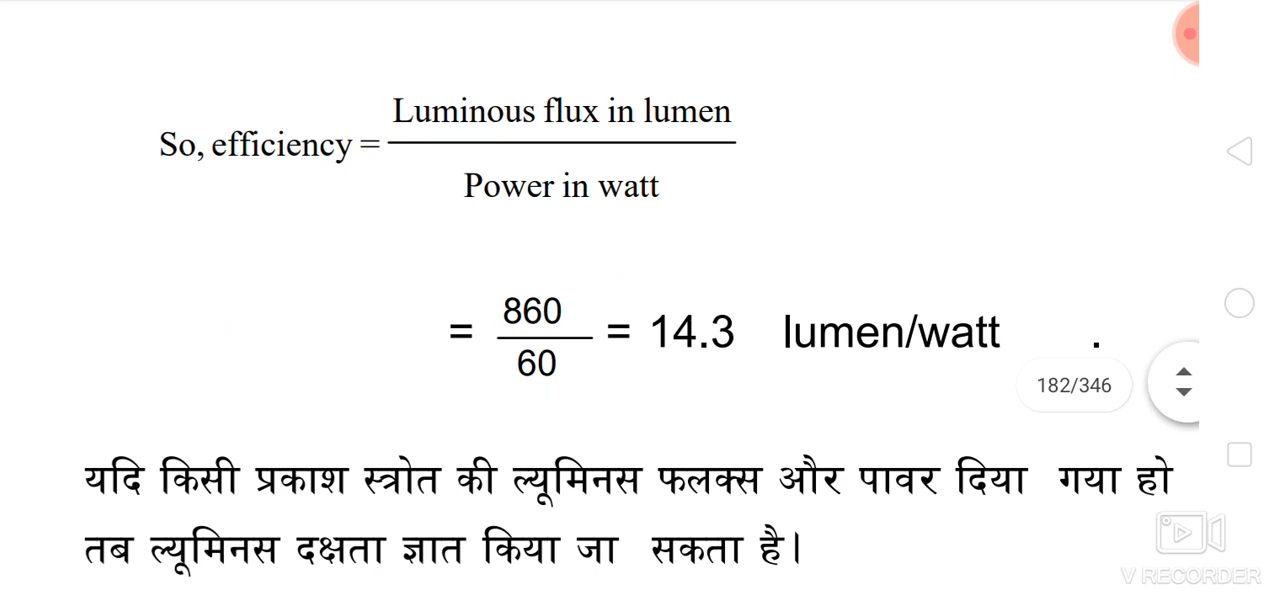 Luminous flux in lumen
So, efficiency =
Power in watt
= 860/60 = 14.3 lumen/watt .
182/346
यदि किसी प्रकाश स्त्रोत की ल्यूमिनस फलक्स और पावर दिया गया हो
तब ल्यूमिनस दक्षता ज्ञात किया जा सकता है।
V RECORDER